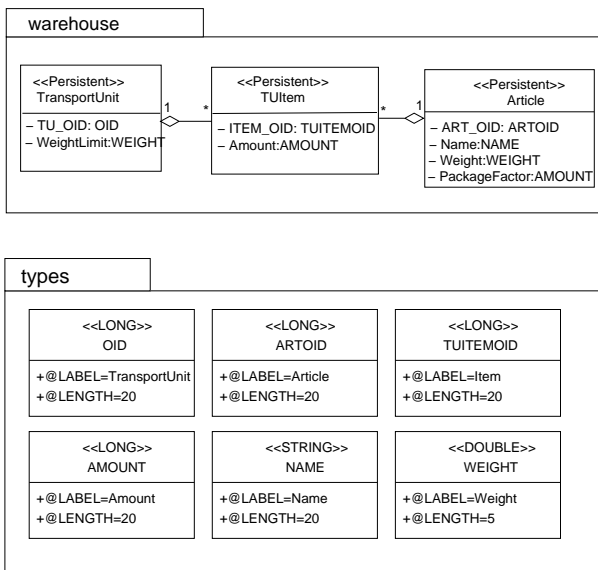 warehouse
<<Persistent>>
TransportUnit
– TU_OID: OID
– WeightLimit:WEIGHT
1
*
<<Persistent>>
TUItem
– ITEM_OID: TUITEMOID
– Amount:AMOUNT
*
1
<<Persistent>>
Article
– ART_OID: ARTOID
– Name:NAME
– Weight:WEIGHT
– PackageFactor:AMOUNT
types
<<LONG>>
OID
+@LABEL=TransportUnit
+@LENGTH=20
<<LONG>>
ARTOID
+@LABEL=Article
+@LENGTH=20
<<LONG>>
TUITEMOID
+@LABEL=Item
+@LENGTH=20
<<LONG>>
AMOUNT
+@LABEL=Amount
+@LENGTH=20
<<STRING>>
NAME
+@LABEL=Name
+@LENGTH=20
<<DOUBLE>>
WEIGHT
+@LABEL=Weight
+@LENGTH=5